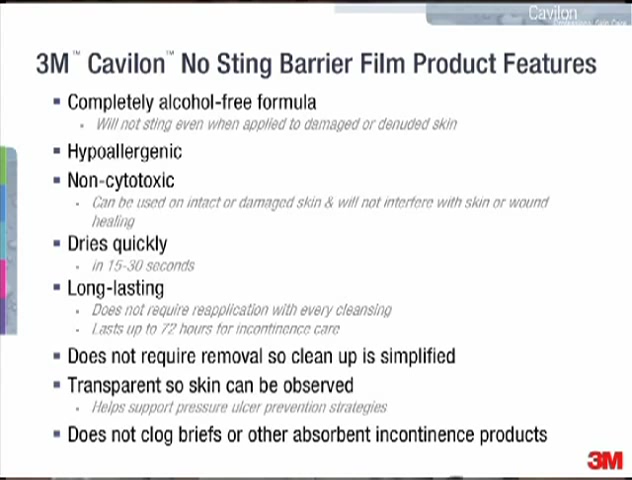 Cavilon
Professional Skin Care
3M™ Cavilon™ No Sting Barrier Film Product Features
▪ Completely alcohol-free formula
• Will not sting even when applied to damaged or denuded skin
▪ Hypoallergenic
▪ Non-cytotoxic
• Can be used on intact or damaged skin & will not interfere with skin or wound
healing
▪ Dries quickly
• in 15-30 seconds
▪ Long-lasting
• Does not require reapplication with every cleansing
• Lasts up to 72 hours for incontinence care
▪ Does not require removal so clean up is simplified
▪ Transparent so skin can be observed
• Helps support pressure ulcer prevention strategies
▪ Does not clog briefs or other absorbent incontinence products
3M